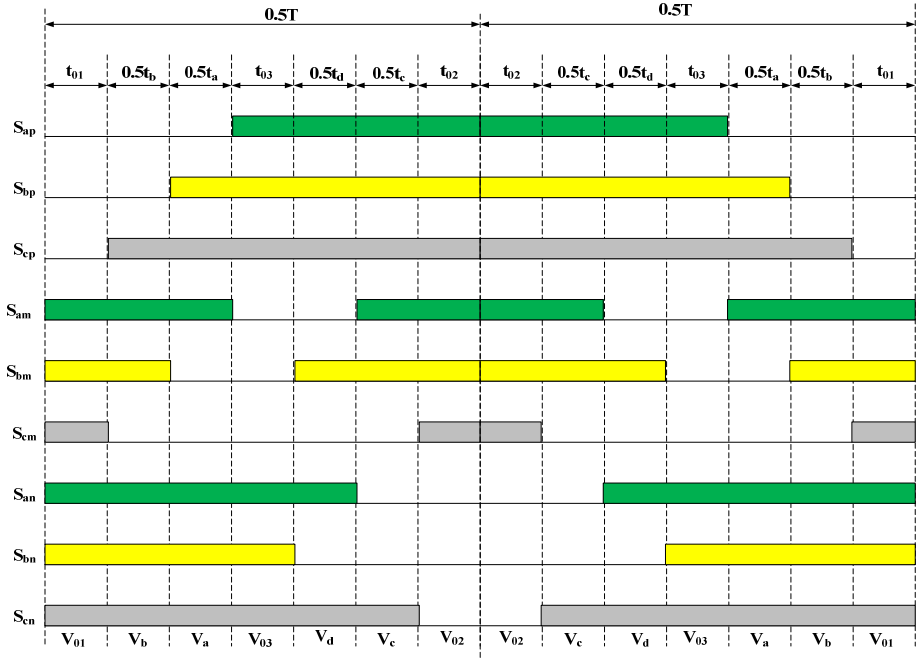 0.5T 0.5T
t01 0.5tb 0.5ta t03 0.5td 0.5tc t02 t02 0.5tc 0.5td t03 0.5ta 0.5tb t01
Sap
Sbp
Scp
Sam
Sbm
Scm
San
Sbn
Scn
V01 Vb Va V03 Vd Vc V02 V02 Vc Vd V03 Va Vb V01